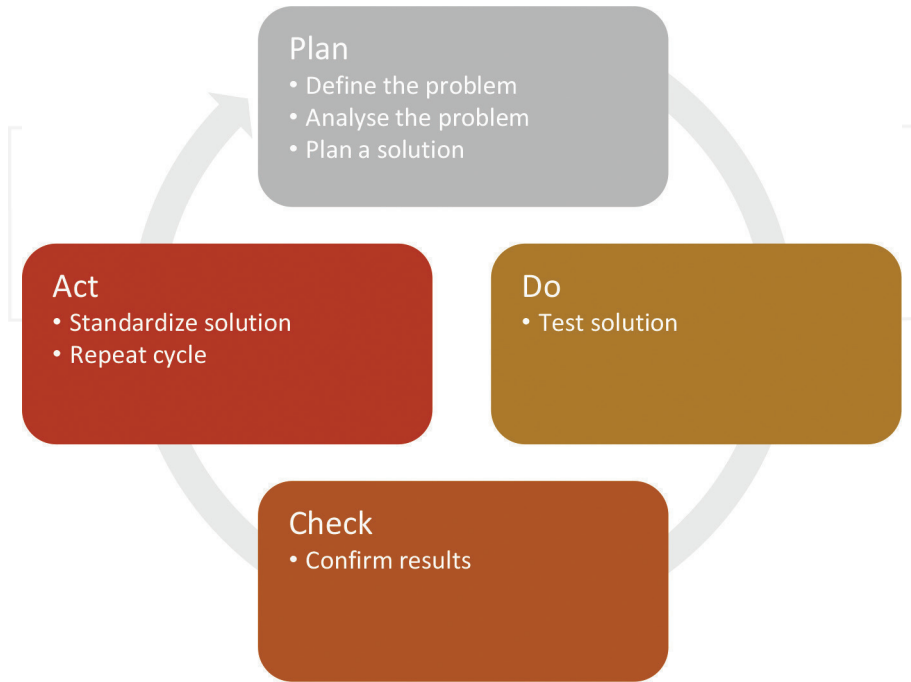 Plan
• Define the problem
• Analyse the problem
• Plan a solution
Do
• Test solution
Check
• Confirm results
Act
• Standardize solution
• Repeat cycle